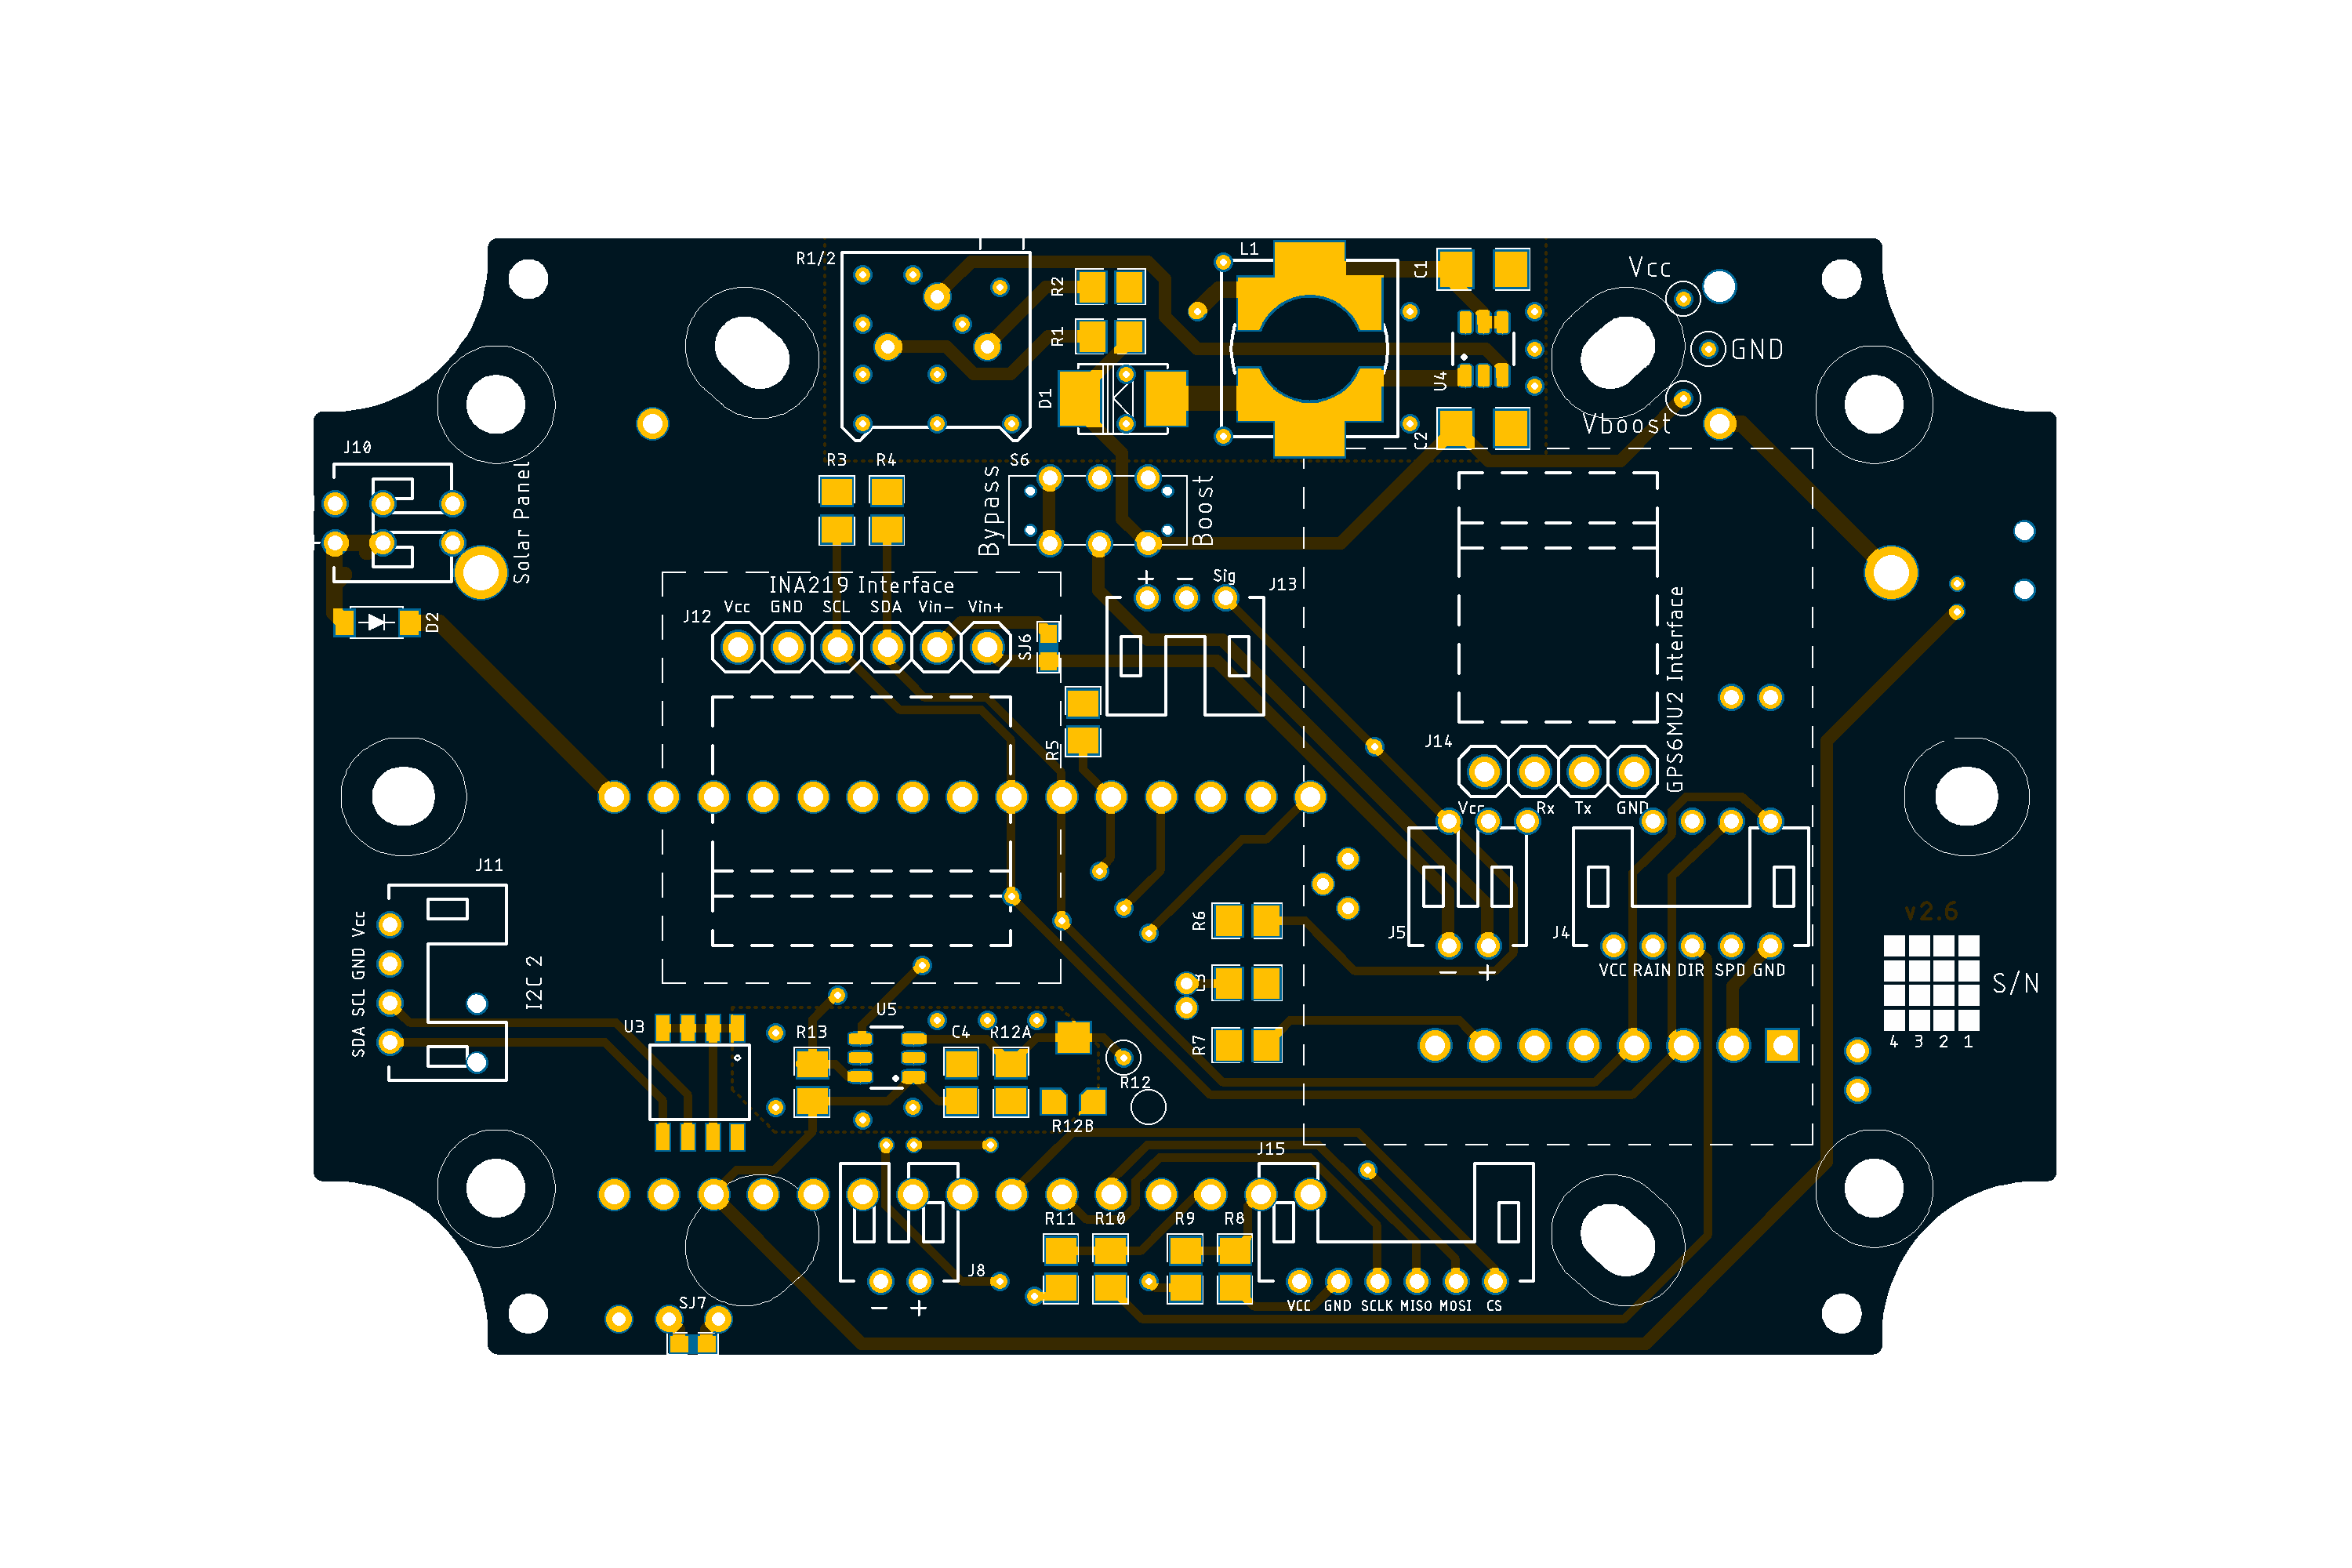 R1/2
L1
Vcc
R2
C1
R1
GND
U4
D1
Vboost
C2
J10
R3
R4
S6
Bypass
Boost
Solar Panel
+
INA219 Interface
+
−
Sig
J13
J12
Vcc
GND
SCL
SDA
Vin-
Vin+
D2
SJ6
GPS6MU2 Interface
R5
J14
Vcc
Rx
Tx
GND
J11
SDA SCL GND Vcc
I2C 2
R6
J5
−
+
J4
VCC
RAIN
DIR
SPD
GND
v2.6
S/N
4
3
2
1
U3
R13
U5
C4
R12A
R7
R12
R12B
J15
R11
R10
R9
R8
J8
−
+
VCC
GND
SCLK
MISO
MOSI
CS
SJ7